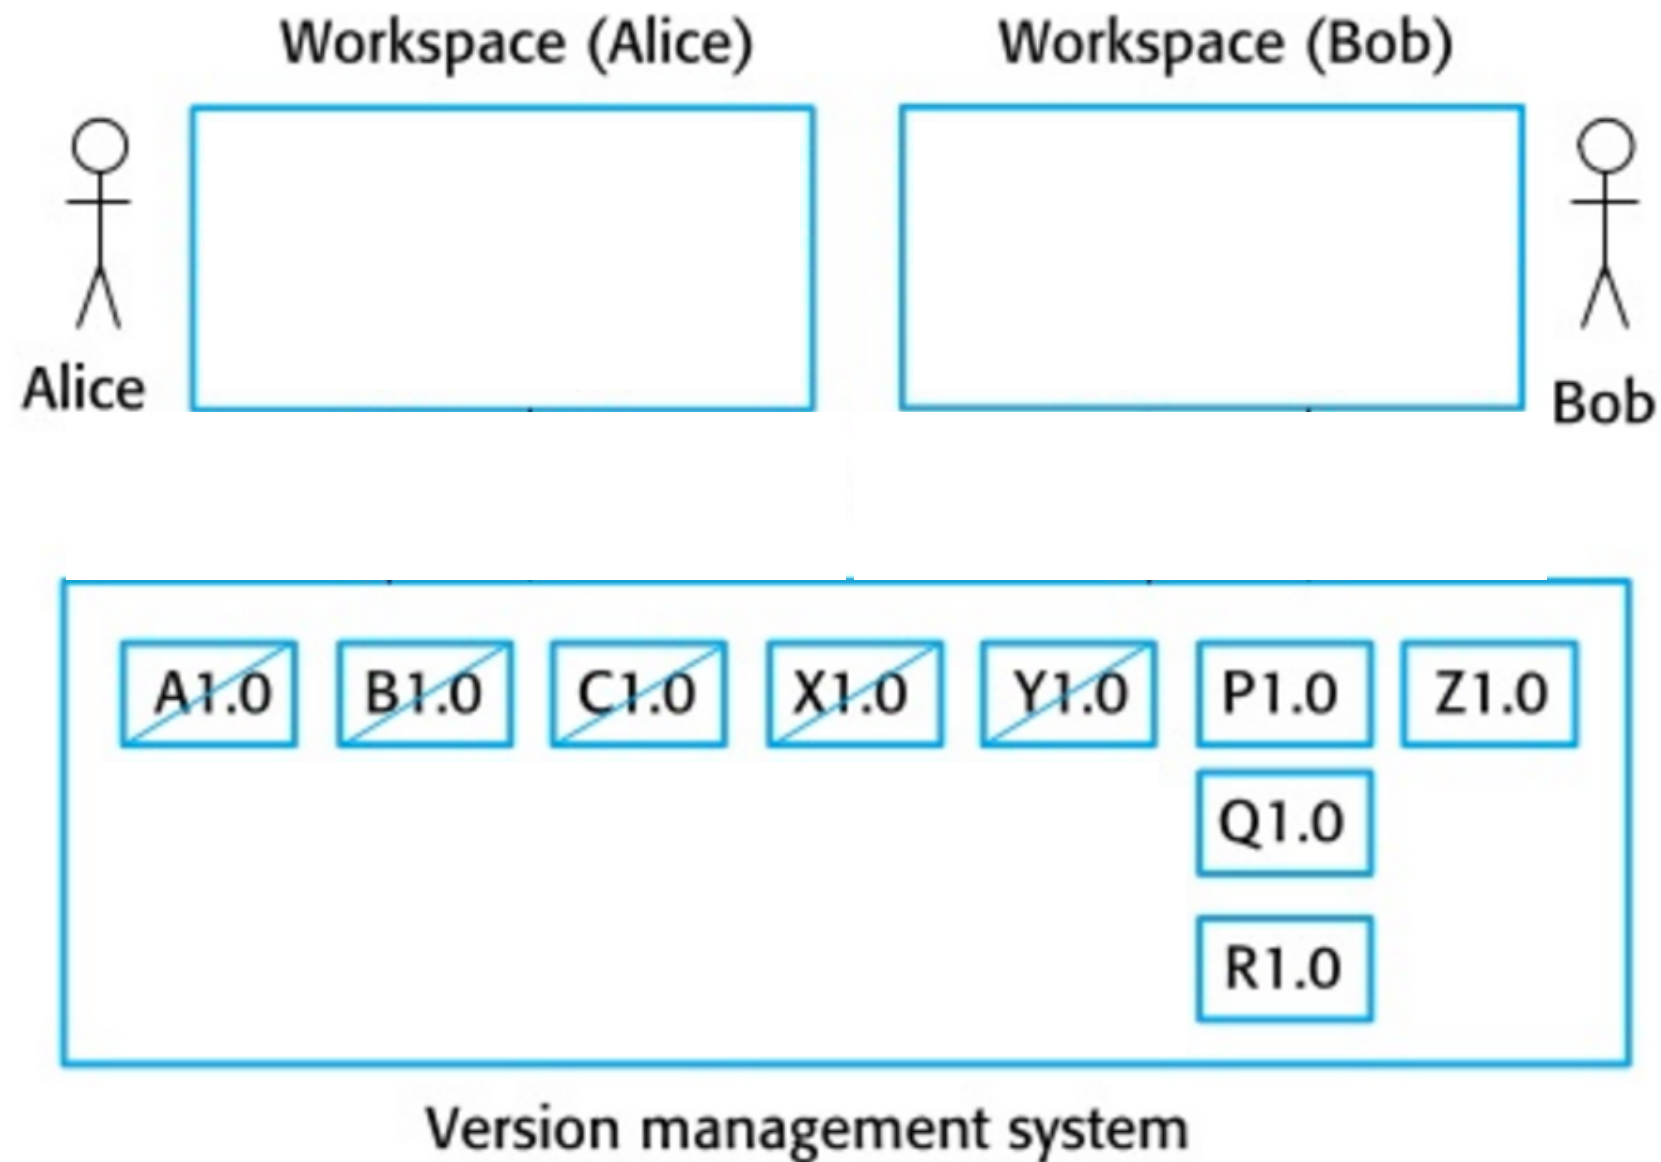 Workspace (Alice) Workspace (Bob)
Alice Bob
A1.0 B1.0 C1.0 X1.0 Y1.0 P1.0 Z1.0
Q1.0
R1.0
Version management system